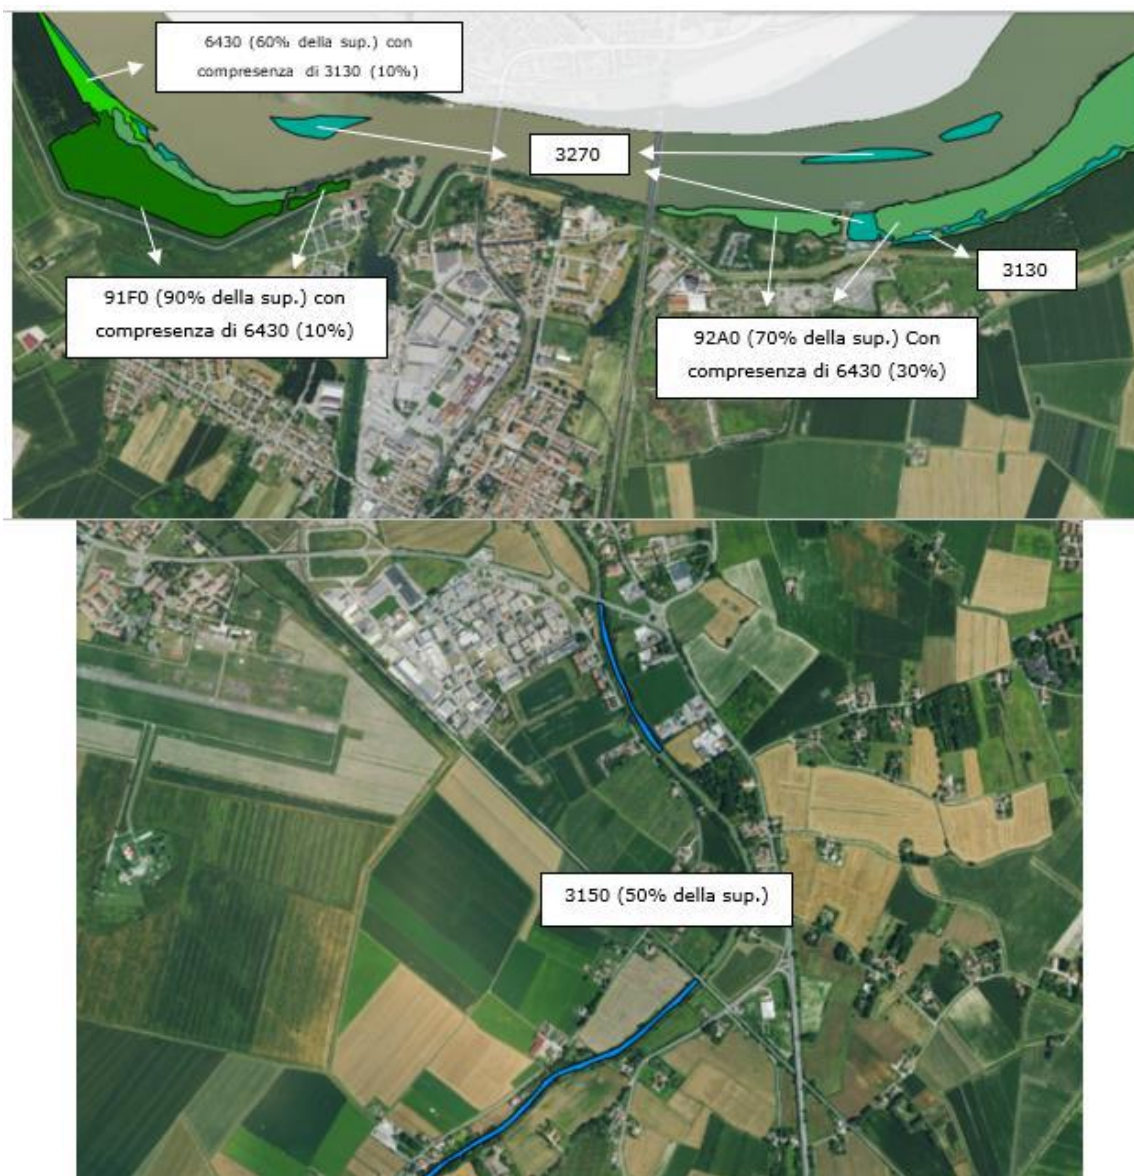 6430 (60% della sup.) con
compresenza di 3130 (10%)
3270
3130
91F0 (90% della sup.) con
compresenza di 6430 (10%)
92A0 (70% della sup.) Con
compresenza di 6430 (30%)
3150 (50% della sup.)